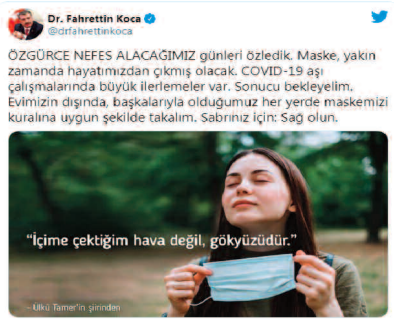 Dr. Fahrettin Koca
@drfahrettinkoca
ÖZGÜRCE NEFES ALACAĞIMIZ günleri özledik. Maske, yakın
zamanda hayatımızdan çıkmış olacak. COVID-19 aşı
çalışmalarında büyük ilerlemeler var. Sonucu bekleyelim.
Evimizin dışında, başkalarıyla olduğumuz her yerde maskemizi
kuralına uygun şekilde takalım. Sabrınız için: Sağ olun.
“İçime çektiğim hava değil, gökyüzüdür.”
– Ülkü Tamer'in şiirinden